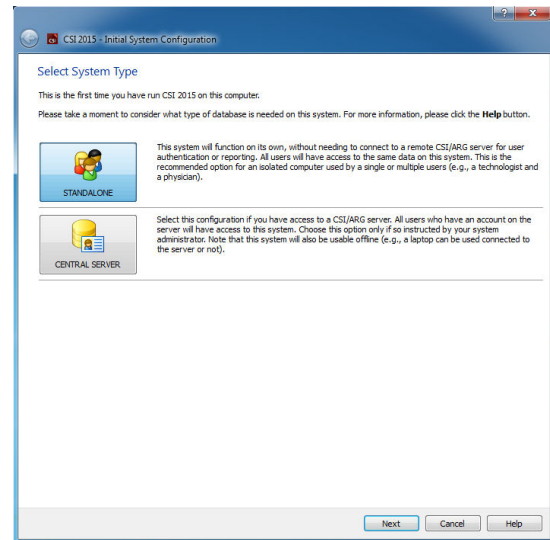 CSI 2015 - Initial System Configuration
Select System Type
This is the first time you have run CSI 2015 on this computer.
Please take a moment to consider what type of database is needed on this system. For more information, please click the Help button.
This system will function on its own, without needing to connect to a remote CSI/ARG server for user
authentication or reporting. All users will have access to the same data on this system. This is the
recommended option for an isolated computer used by a single or multiple users (e.g., a technologist and
a physician).
STANDALONE
Select this configuration if you have access to a CSI/ARG server. All users who have an account on the
server will have access to this system. Choose this option only if so instructed by your system
administrator. Note that this system will also be usable offline (e.g., a laptop can be used connected to
the server or not).
CENTRAL SERVER
Next Cancel Help